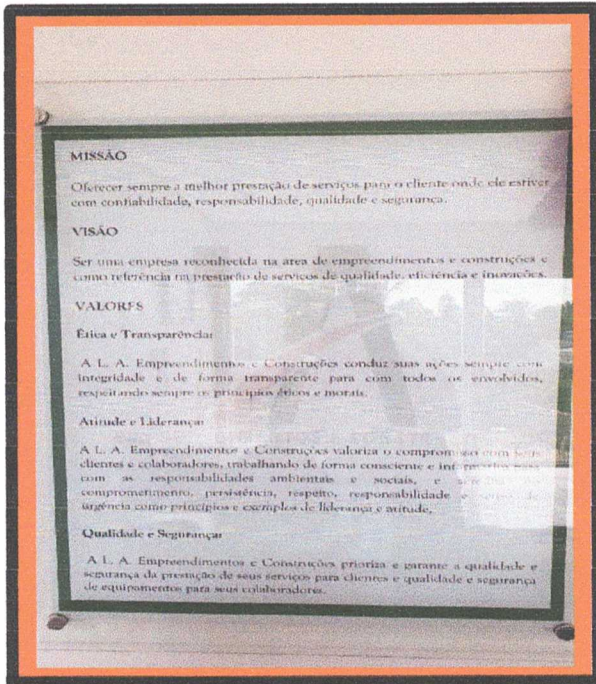 MISSÃO
Oferecer sempre a melhor prestação de serviços para o cliente onde ele estiver
com confiabilidade, responsabilidade, qualidade e segurança.
VISÃO
Ser uma empresa reconhecida na area de empreendimentos e construções e
como referência na prestação de serviços de qualidade, eficiência e inovações.
VALORES
Ética e Transparência:
A L. A. Empreendimentos e Construções conduz suas ações sempre com
integridade e de forma transparente para com todos os envolvidos,
respeitando sempre os princípios éticos e morais.
Atitude e Liderança:
A L. A. Empreendimentos e Construções valoriza o compromisso com seus
clientes e colaboradores, trabalhando de forma consciente e
com as responsabilidades ambientais e sociais, e
comprometimento, persistência, respeito, responsabilidade e senso de
urgência como princípios e exemplos de liderança e atitude.
Qualidade e Segurança:
A L. A. Empreendimentos e Construções prioriza e garante a qualidade e
segurança da prestação de seus serviços para clientes e qualidade e segurança
de equipamentos para seus colaboradores.